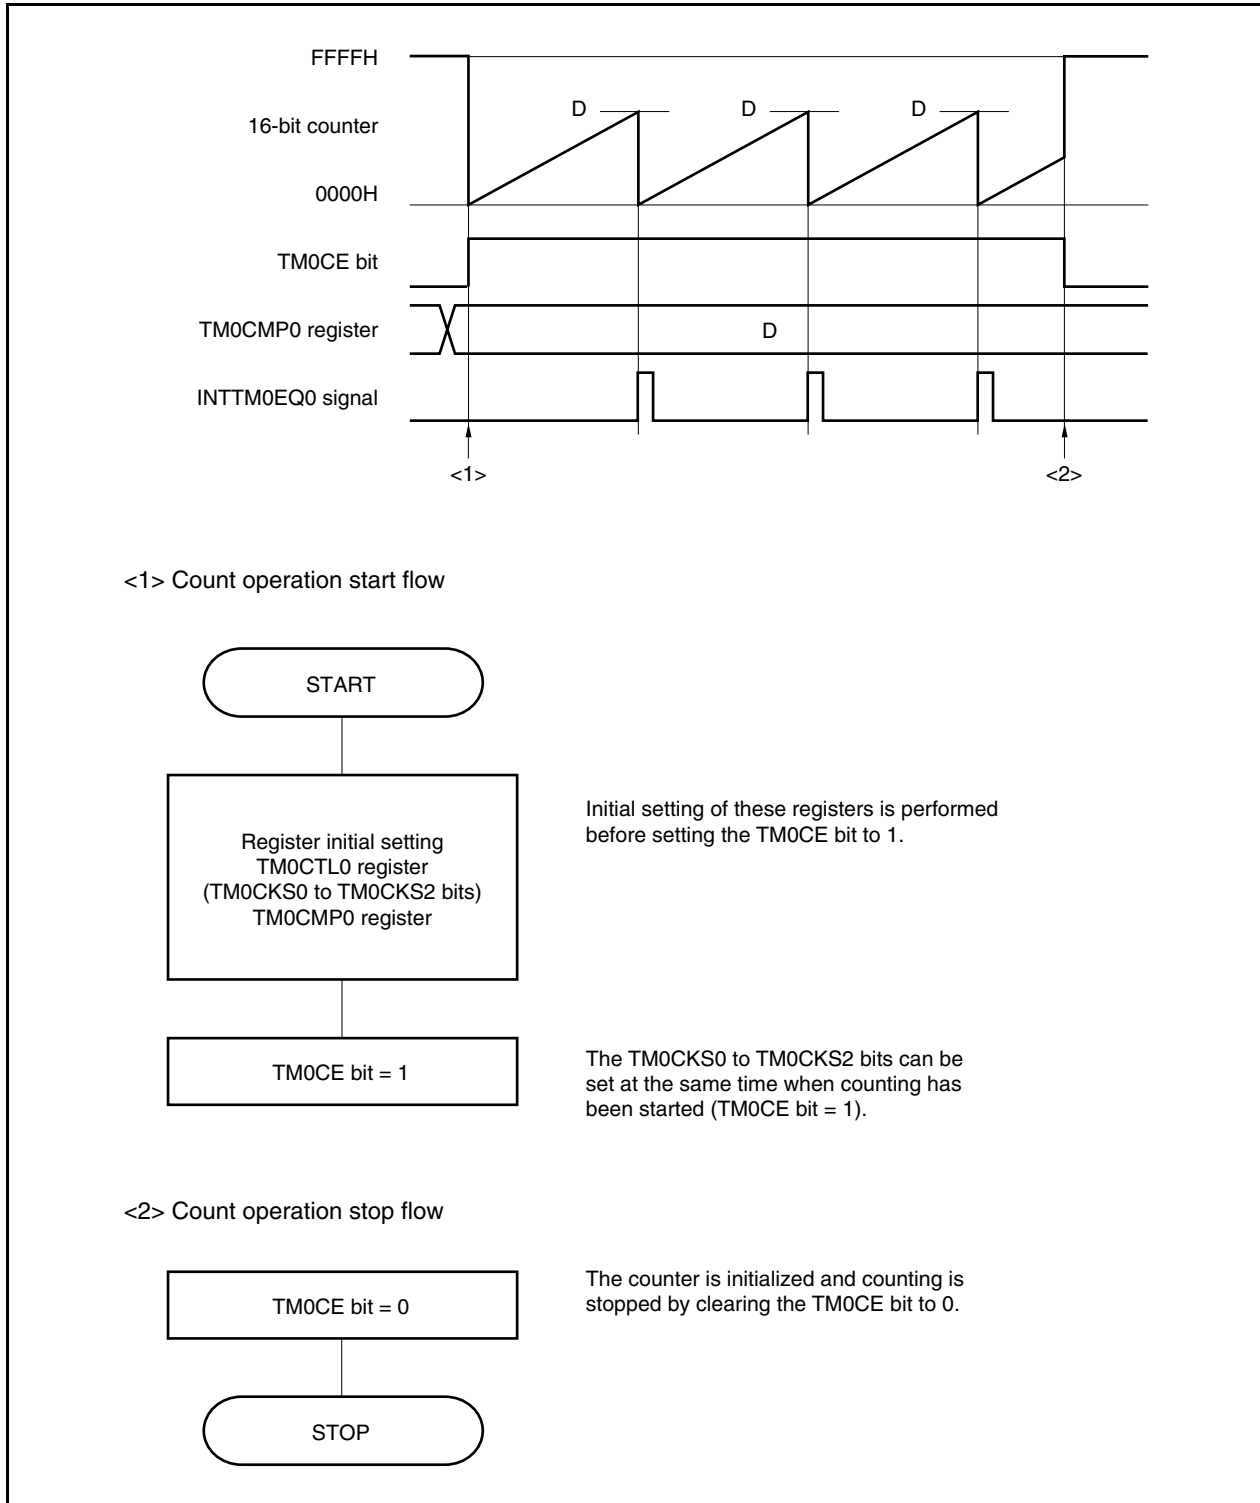 FFFFH
D D D
16-bit counter
0000H
TM0CE bit
TM0CMP0 register D
INTTM0EQ0 signal
<1> <2>
<1> Count operation start flow
START
Register initial setting
TM0CTL0 register
(TM0CKS0 to TM0CKS2 bits)
TM0CMP0 register
Initial setting of these registers is performed
before setting the TM0CE bit to 1.
TM0CE bit = 1
The TM0CKS0 to TM0CKS2 bits can be
set at the same time when counting has
been started (TM0CE bit = 1).
<2> Count operation stop flow
TM0CE bit = 0
The counter is initialized and counting is
stopped by clearing the TM0CE bit to 0.
STOP